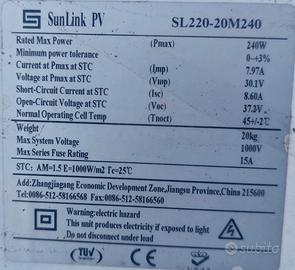 SunLink PV SL220-20M240
Rated Max Power (Pmax) 240W
Minimum power tolerance 0~+3%
Current at Pmax at STC (Imp) 7.97A
Voltage at Pmax at STC (Vmp) 30.1V
Short-Circuit Current at STC (Isc) 8.60A
Open-Circuit Voltage at STC (Voc) 37.2V
Normal Operating Cell Temp (Tnoct) 45+/-2℃
Weight 20kg
Max System Voltage 1000V
Max Series Fuse Rating 15A
STC: AM=1.5 E=1000W/m2 Tc=25℃
Add:Zhangjiagang Economic Development Zone,Jiangsu Province,China 215600
Tel:0086-512-58166568 Fax:0086-512-58166560
Warning:electric hazard
This unit produces electricity if exposed to light
Do not disconnect under load
TÜV
CE
subito